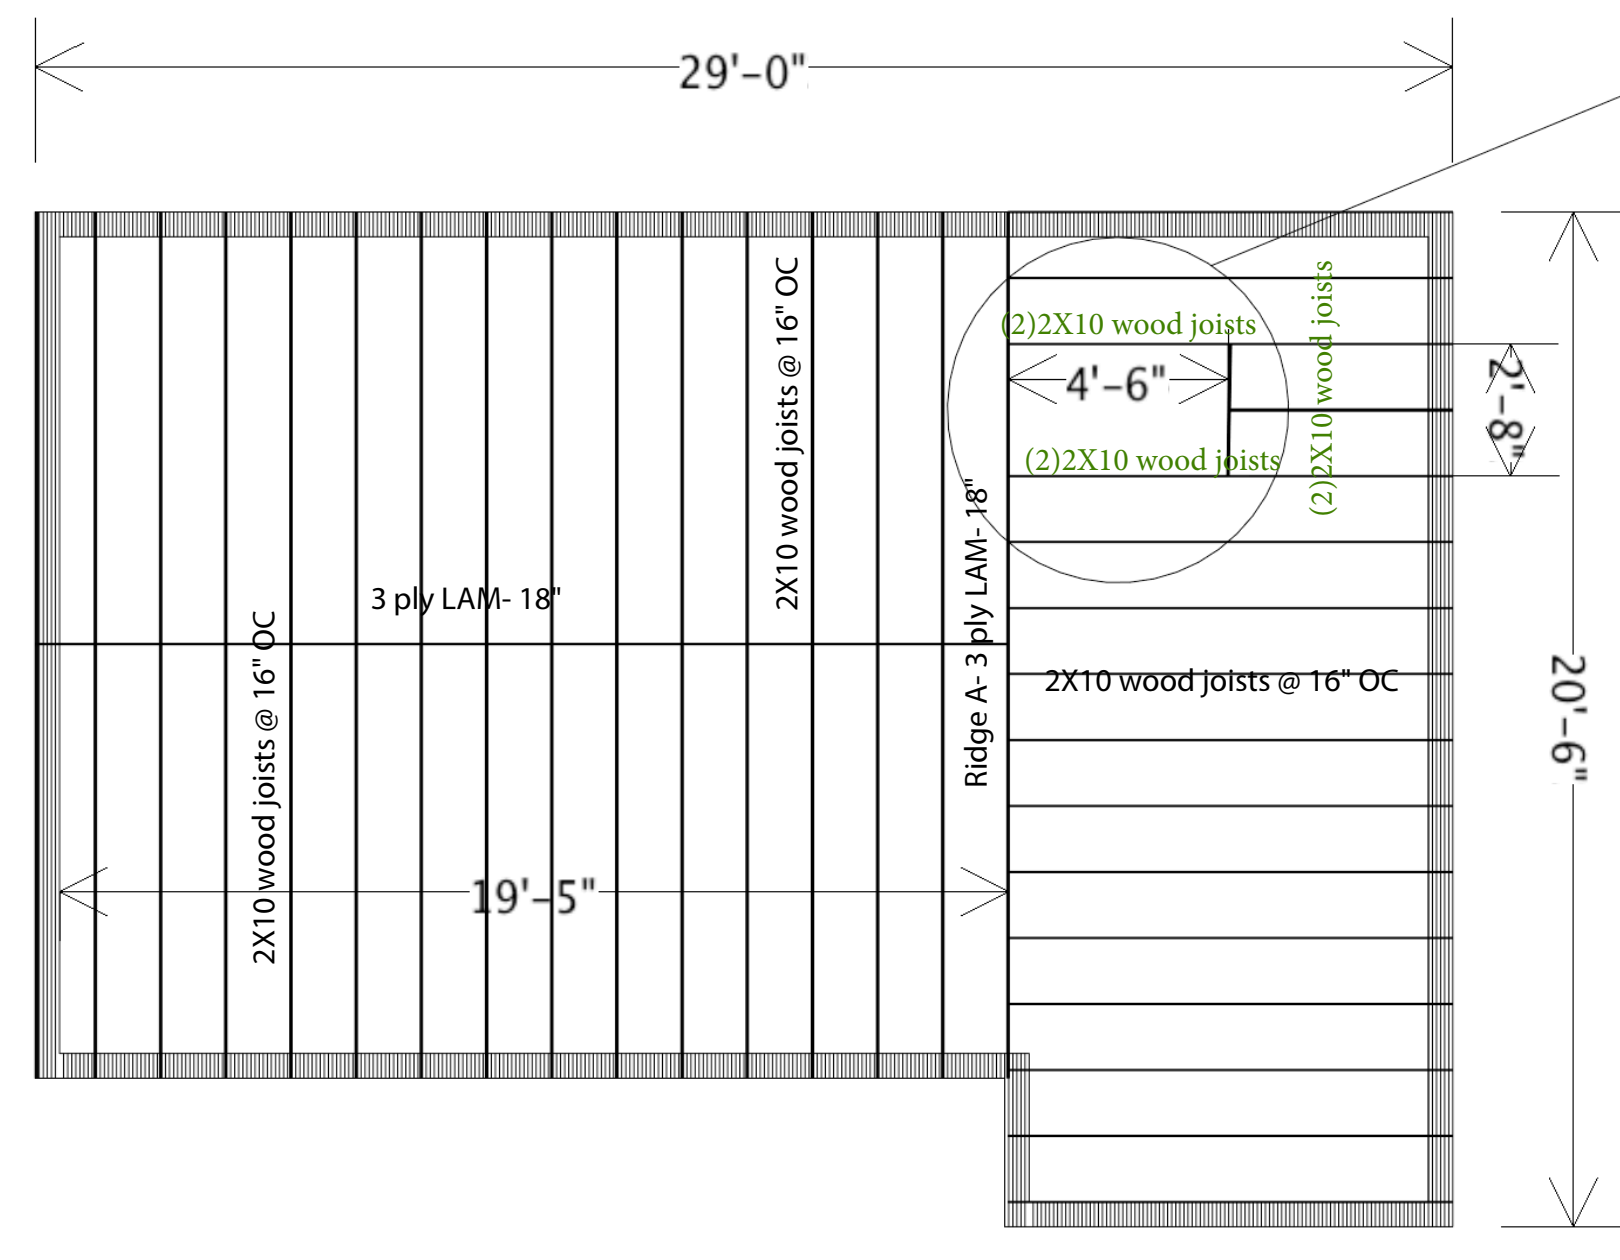 29'-0"
(2)2X10 wood joists
4'-6"
(2)2X10 wood joists
(2)2X10 wood joists
2'-8"
2X10 wood joists @ 16" OC
3 ply LAM- 18"
Ridge A- 3 ply LAM- 18"
2X10 wood joists @ 16" OC
2X10 wood joists @ 16" OC
20'-6"
19'-5"